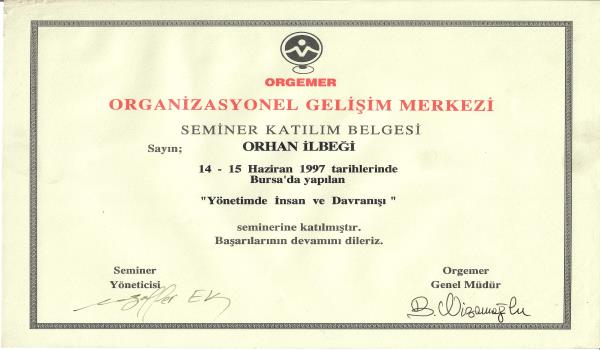 ORGEMER
ORGANİZASYONEL GELİŞİM MERKEZİ
SEMİNER KATILIM BELGESİ
Sayın; ORHAN İLBEĞİ
14 - 15 Haziran 1997 tarihlerinde
Bursa'da yapılan
"Yönetimde İnsan ve Davranışı "
seminerine katılmıştır.
Başarılarının devamını dileriz.
Seminer
Yöneticisi
Orgemer
Genel Müdür
B. Nizamoğlu